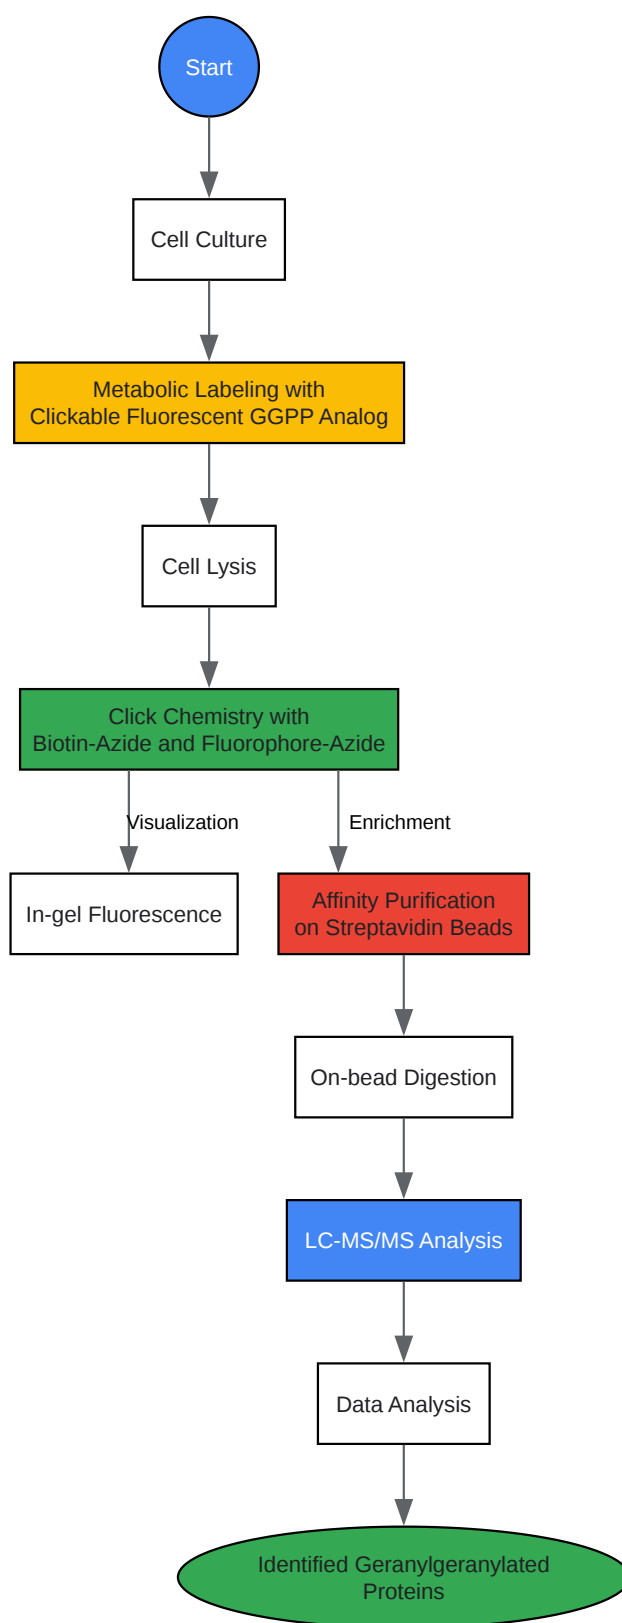 Start
Cell Culture
Metabolic Labeling with
Clickable Fluorescent GGPP Analog
Cell Lysis
Click Chemistry with
Biotin-Azide and Fluorophore-Azide
Visualization
Enrichment
In-gel Fluorescence
Affinity Purification
on Streptavidin Beads
On-bead Digestion
LC-MS/MS Analysis
Data Analysis
Identified Geranylgeranylated
Proteins